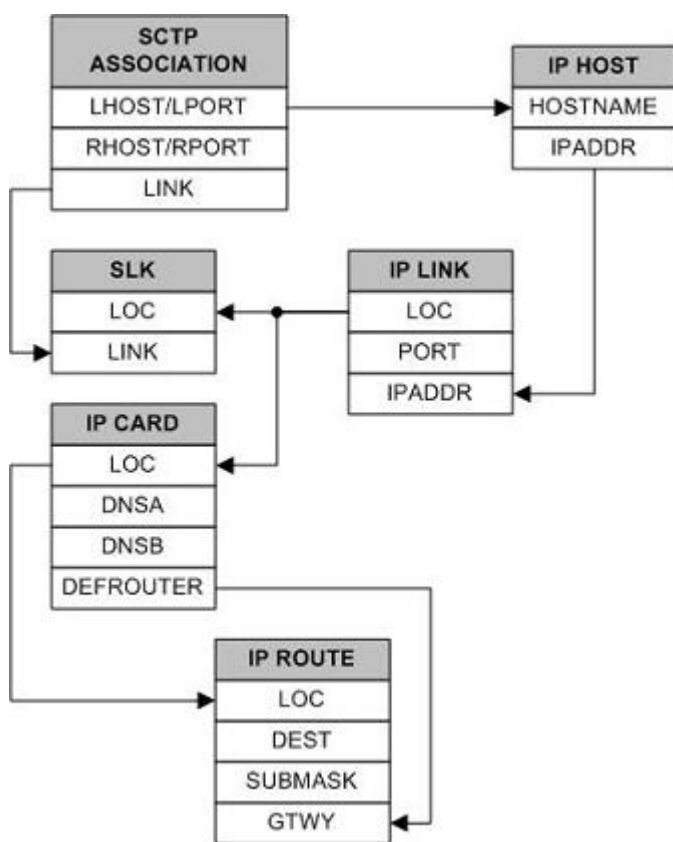 SCTP
ASSOCIATION
LHOST/LPORT
RHOST/RPORT
LINK
IP HOST
HOSTNAME
IPADDR
SLK
LOC
LINK
IP LINK
LOC
PORT
IPADDR
IP CARD
LOC
DNSA
DNSB
DEFROUTER
IP ROUTE
LOC
DEST
SUBMASK
GTWY